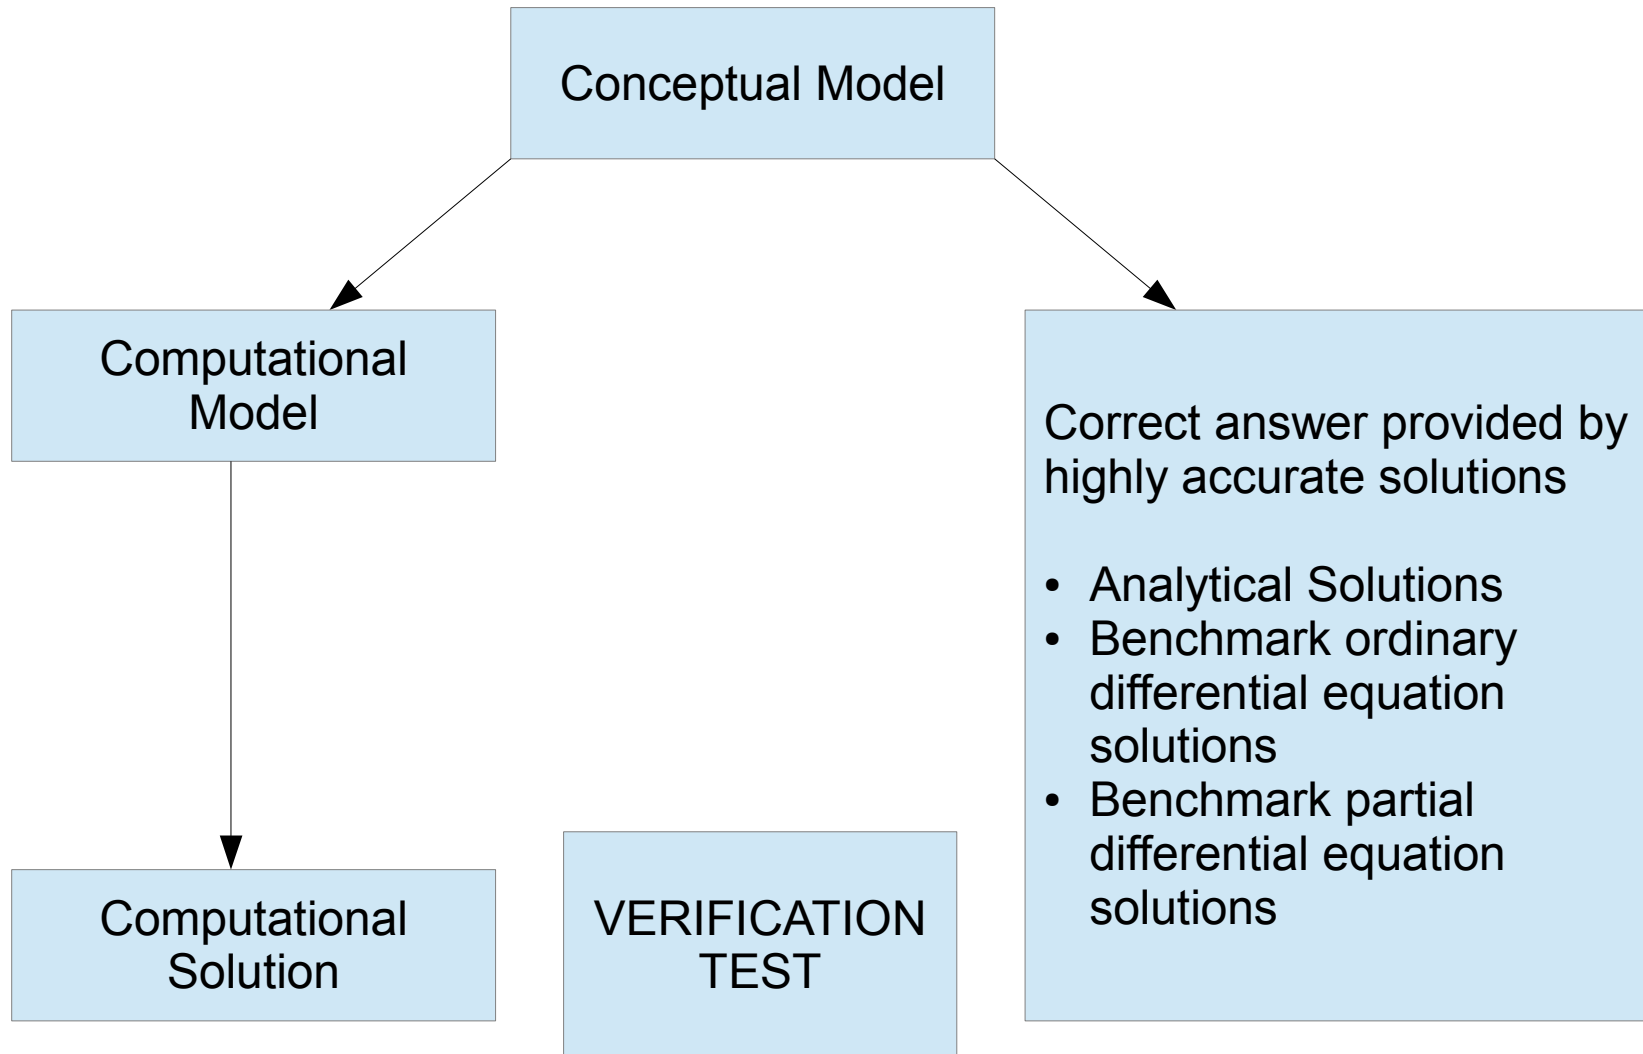 Conceptual Model
Computational
Model
Correct answer provided by
highly accurate solutions
• Analytical Solutions
• Benchmark ordinary
differential equation
solutions
• Benchmark partial
differential equation
solutions
Computational
Solution
VERIFICATION
TEST